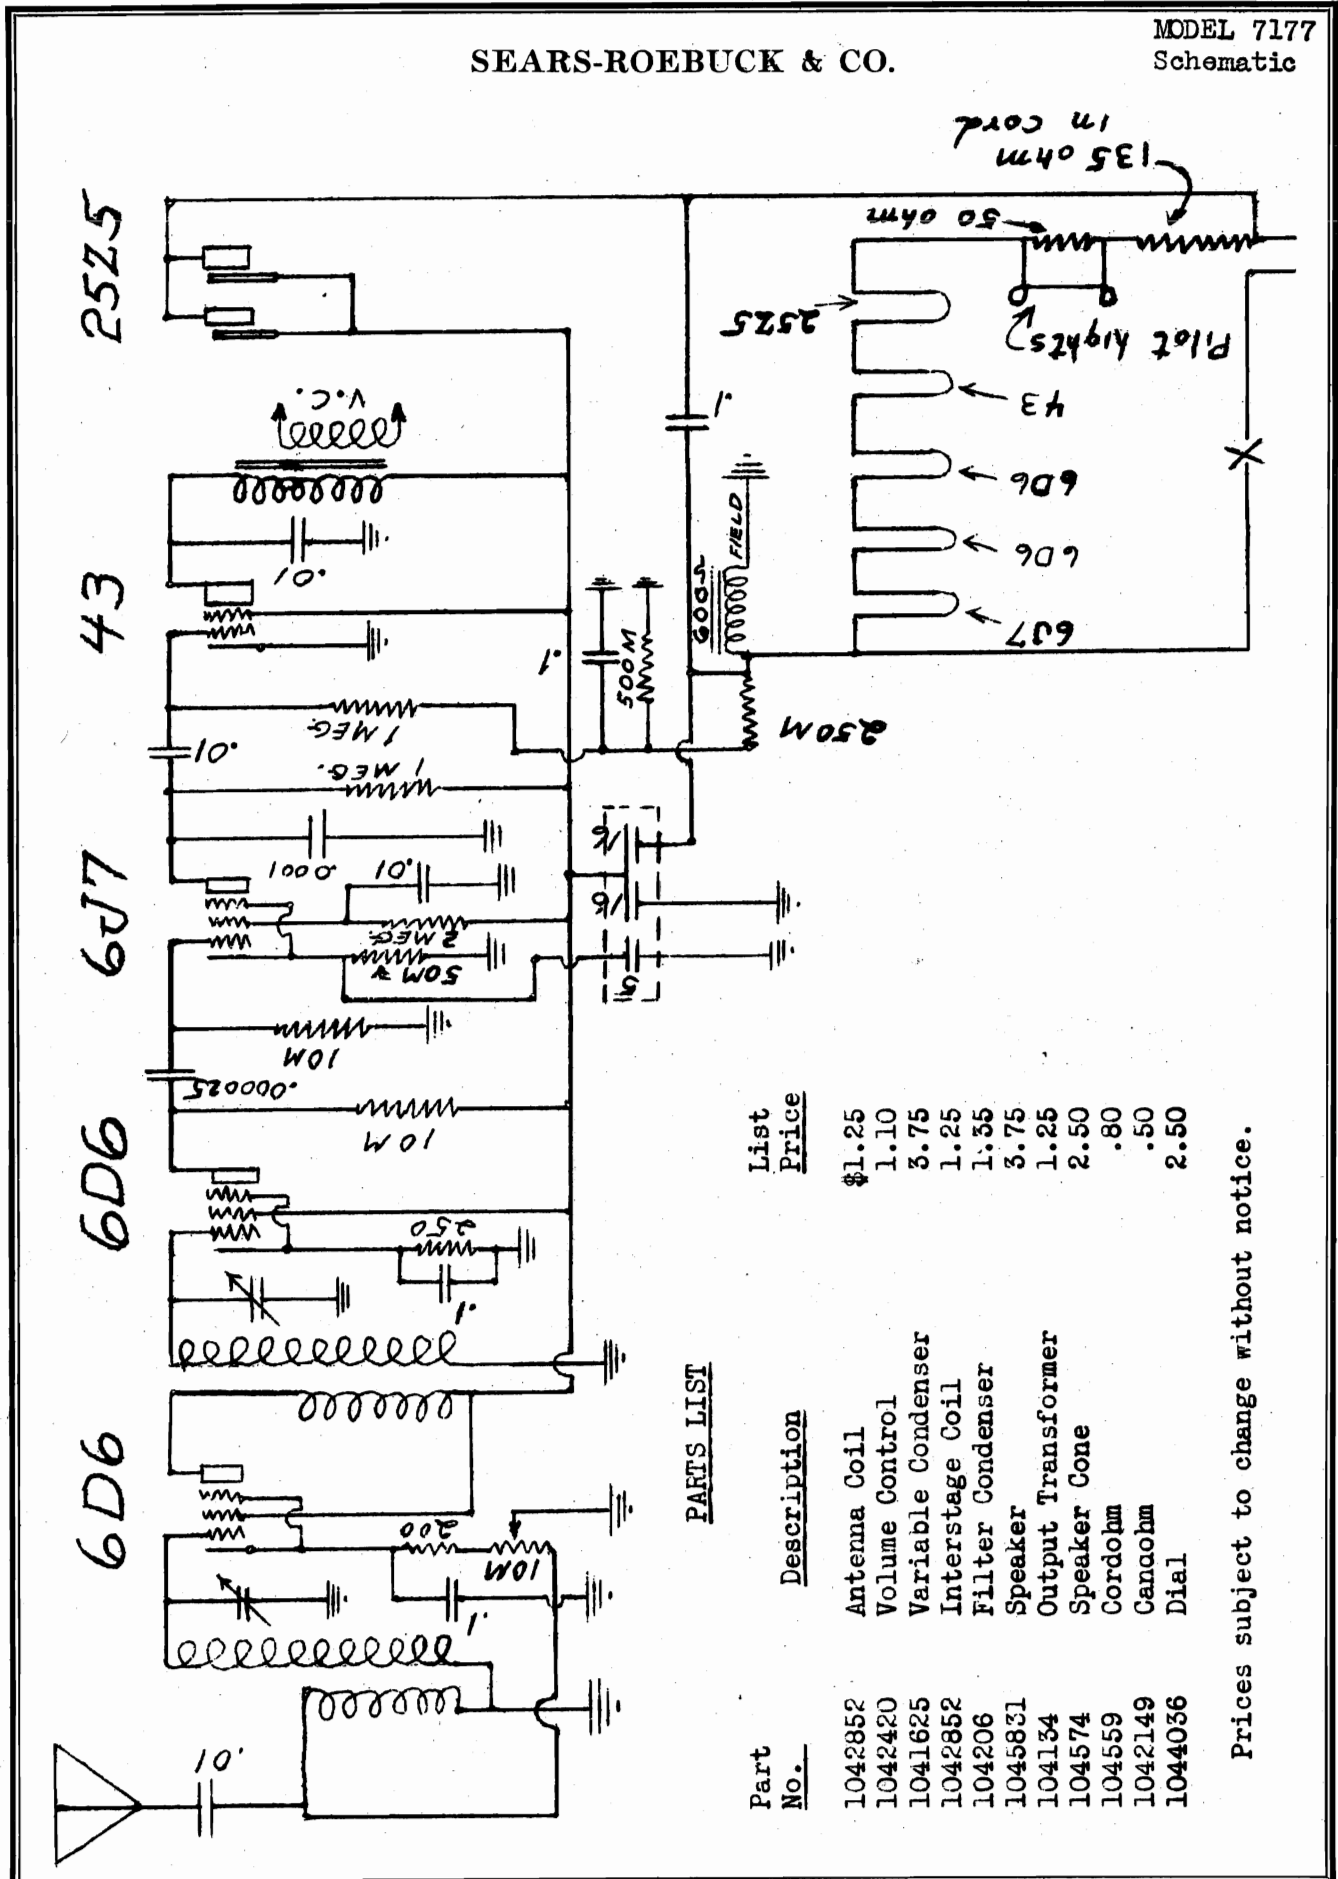 SEARS-ROEBUCK & CO.
MODEL 7177
Schematic
6D6
6D6
6J7
43
25Z5
.01
.1
200
10M
.1
250
10M
.000025
10M
50M
2 MEG.
.01
.0001
1 MEG.
.01
1 MEG.
.01
V.C.
16
16
5
.1
500M
250M
600Ω
FIELD
.1
6J7
6D6
6D6
43
25Z5
Pilot Lights
50 ohm
135 ohm
in cord
PARTS LIST
Part No. Description List Price
1042852 Antenna Coil $1.25
1042420 Volume Control 1.10
1041625 Variable Condenser 3.75
1042852 Interstage Coil 1.25
104206 Filter Condenser 1.35
1045831 Speaker 3.75
104134 Output Transformer 1.25
104574 Speaker Cone 2.50
104559 Cordohm .80
1042149 Canaohm .50
1044036 Dial 2.50
Prices subject to change without notice.